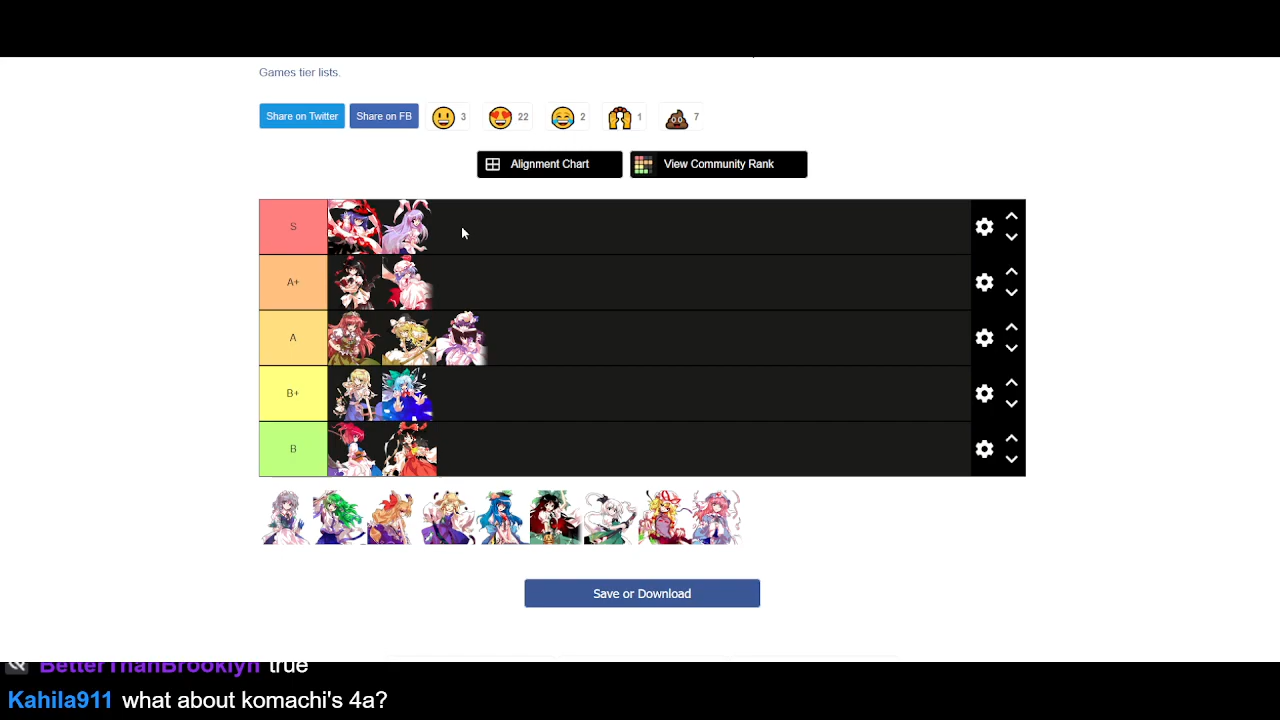 Games tier lists.
Share on Twitter Share on FB 3 22 2 1 7
Alignment Chart View Community Rank
S
A+
A
B+
B
Save or Download
BetterThanBrooklyn true
Kahila911 what about komachi's 4a?